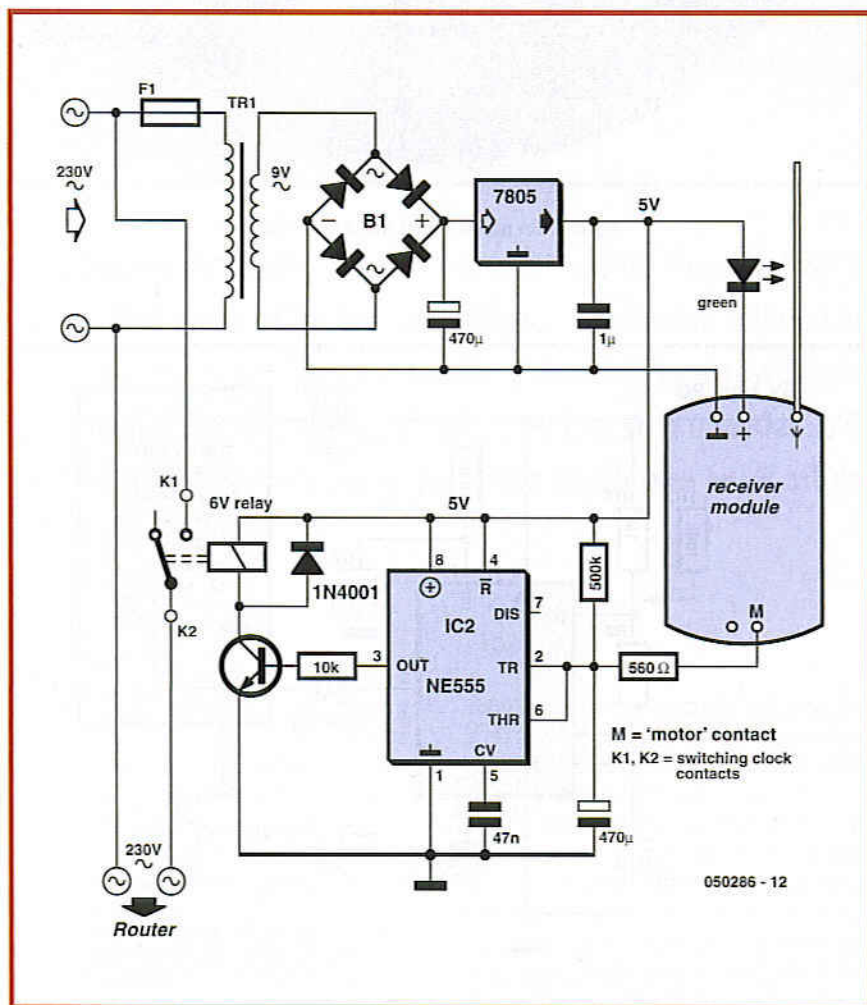 F1
TR1
230V
9V
B1
7805
5V
green
470µ
1µ
receiver
module
K1
6V relay
5V
1N4001
8
4
R
500k
DIS
7
IC2
M
10k
3
OUT
TR
2
560 Ω
NE555
K2
THR
6
M = 'motor' contact
K1, K2 = switching clock
contacts
CV
1
5
47n
470µ
230V
050286 - 12
Router